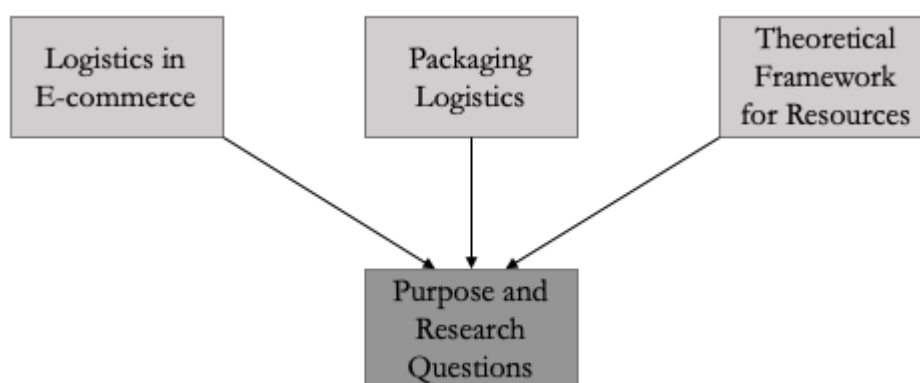 Logistics in
E-commerce
Packaging
Logistics
Theoretical
Framework
for Resources
Purpose and
Research
Questions